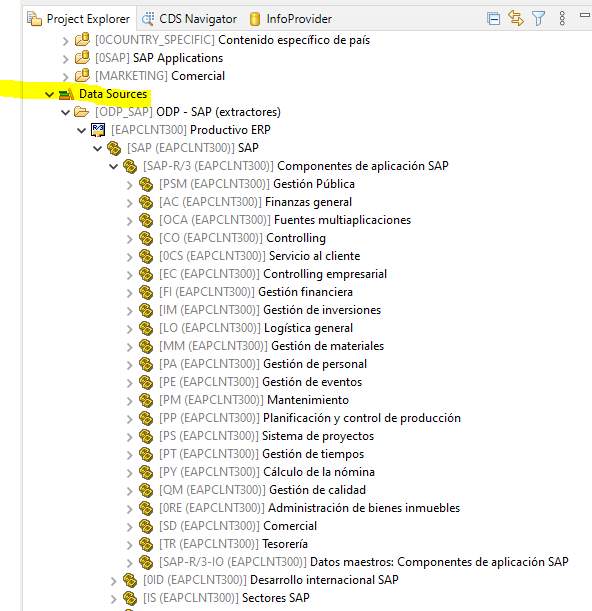 Project Explorer CDS Navigator InfoProvider
[0COUNTRY_SPECIFIC] Contenido específico de país
[0SAP] SAP Applications
[MARKETING] Comercial
Data Sources
[ODP_SAP] ODP - SAP (extractores)
[EAPCLNT300] Productivo ERP
[SAP (EAPCLNT300)] SAP
[SAP-R/3 (EAPCLNT300)] Componentes de aplicación SAP
[PSM (EAPCLNT300)] Gestión Pública
[AC (EAPCLNT300)] Finanzas general
[OCA (EAPCLNT300)] Fuentes multiaplicaciones
[CO (EAPCLNT300)] Controlling
[0CS (EAPCLNT300)] Servicio al cliente
[EC (EAPCLNT300)] Controlling empresarial
[FI (EAPCLNT300)] Gestión financiera
[IM (EAPCLNT300)] Gestión de inversiones
[LO (EAPCLNT300)] Logística general
[MM (EAPCLNT300)] Gestión de materiales
[PA (EAPCLNT300)] Gestión de personal
[PE (EAPCLNT300)] Gestión de eventos
[PM (EAPCLNT300)] Mantenimiento
[PP (EAPCLNT300)] Planificación y control de producción
[PS (EAPCLNT300)] Sistema de proyectos
[PT (EAPCLNT300)] Gestión de tiempos
[PY (EAPCLNT300)] Cálculo de la nómina
[QM (EAPCLNT300)] Gestión de calidad
[0RE (EAPCLNT300)] Administración de bienes inmuebles
[SD (EAPCLNT300)] Comercial
[TR (EAPCLNT300)] Tesorería
[SAP-R/3-IO (EAPCLNT300)] Datos maestros: Componentes de aplicación SAP
[0ID (EAPCLNT300)] Desarrollo internacional SAP
[IS (EAPCLNT300)] Sectores SAP